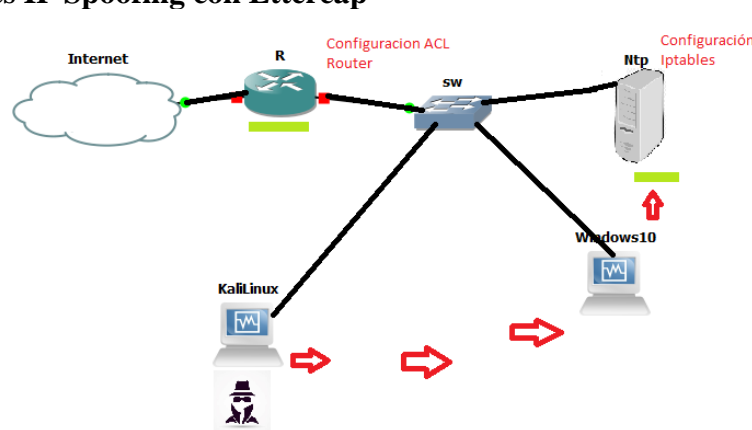 IP Spoofing con Ettercap
Internet
R
Configuracion ACL
Router
sw
Configuración
Iptables
Ntp
Windows10
KaliLinux